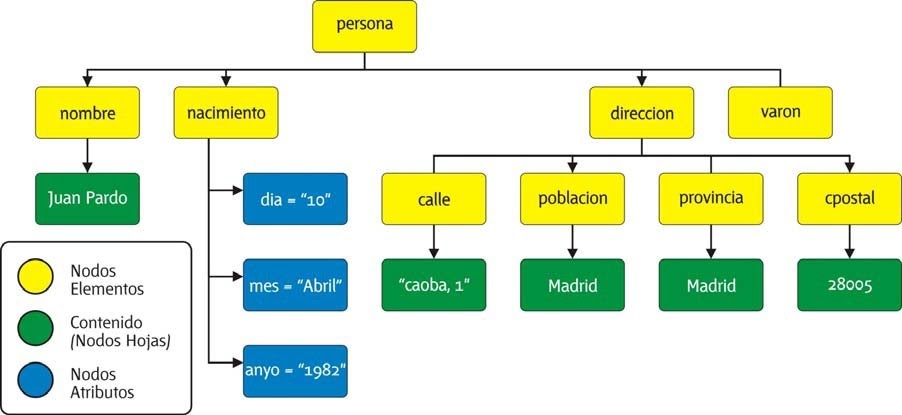 persona
nombre
nacimiento
direccion
varon
Juan Pardo
dia = “10”
calle
poblacion
provincia
cpostal
mes = “Abril”
“caoba, 1”
Madrid
Madrid
28005
anyo = “1982”
Nodos
Elementos
Contenido
(Nodos Hojas)
Nodos
Atributos